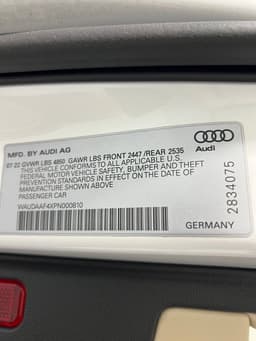 MFD. BY AUDI AG
Audi
07 22 GVWR LBS 4850 GAWR LBS FRONT 2447 /REAR 2535
THIS VEHICLE CONFORMS TO ALL APPLICABLE U.S.
FEDERAL MOTOR VEHICLE SAFETY, BUMPER AND THEFT
PREVENTION STANDARDS IN EFFECT ON THE DATE OF
MANUFACTURE SHOWN ABOVE
PASSENGER CAR
WAUDAAF4XPN000810
GERMANY
2834075